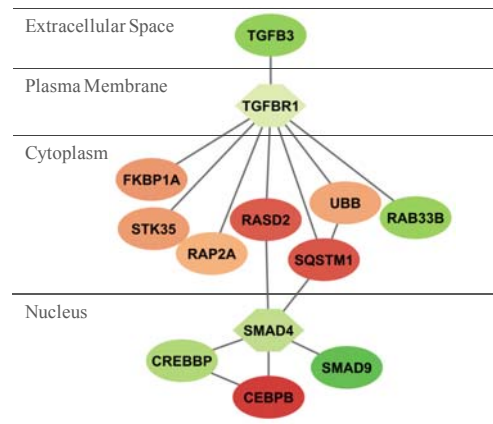 Extracellular Space
TGFB3
Plasma Membrane
TGFBR1
Cytoplasm
FKBP1A
UBB
STK35
RASD2
RAB33B
RAP2A
SQSTM1
Nucleus
SMAD4
CREBBP
SMAD9
CEBPB